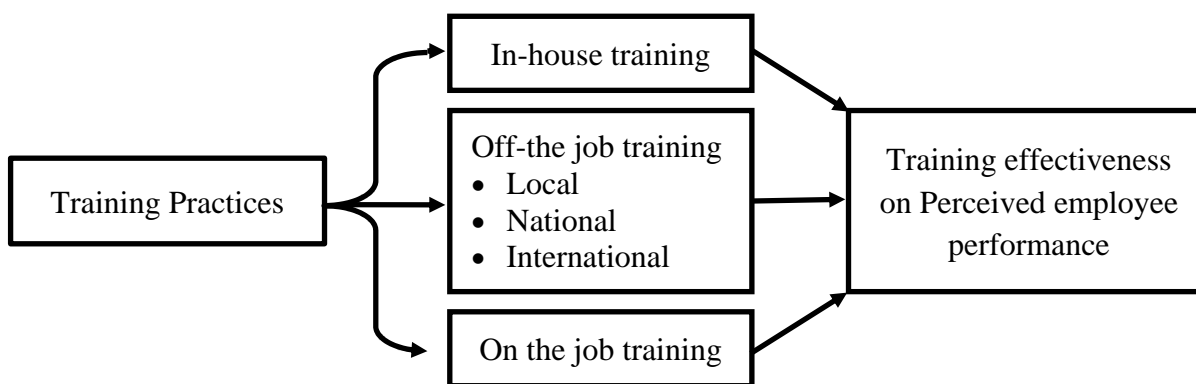 Training Practices
In-house training
Off-the job training
• Local
• National
• International
On the job training
Training effectiveness
on Perceived employee
performance